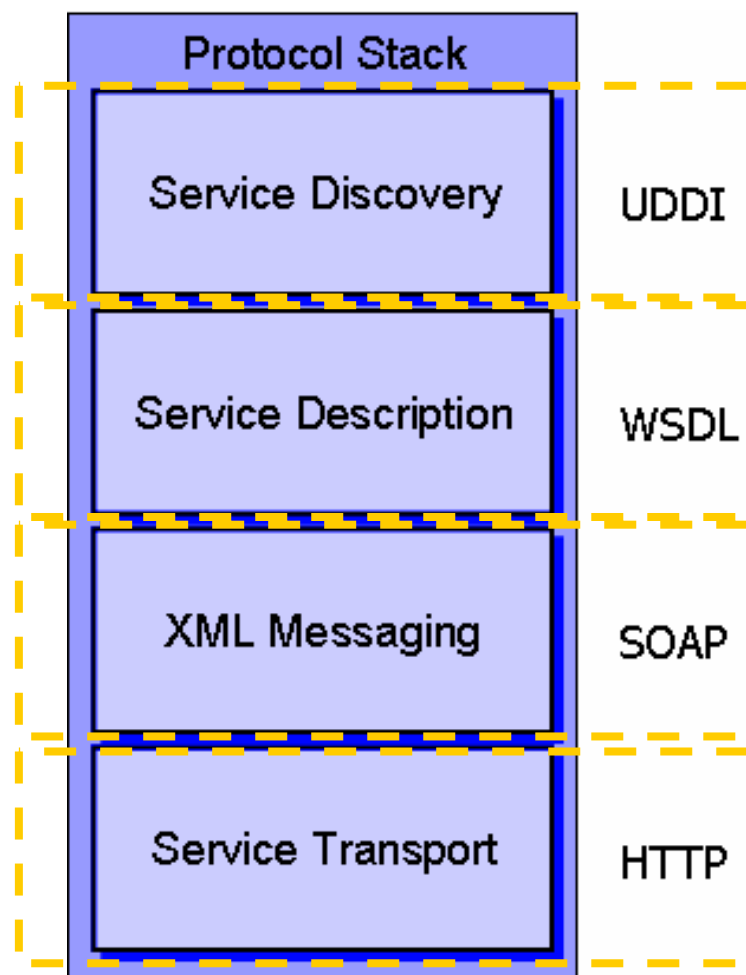 Protocol Stack
Service Discovery
UDDI
Service Description
WSDL
XML Messaging
SOAP
Service Transport
HTTP